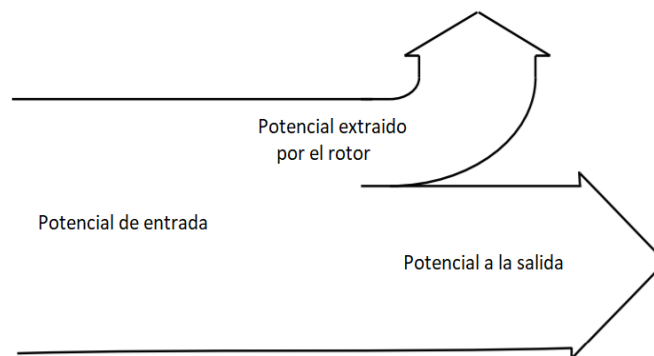 Potencial extraido
por el rotor
Potencial de entrada
Potencial a la salida